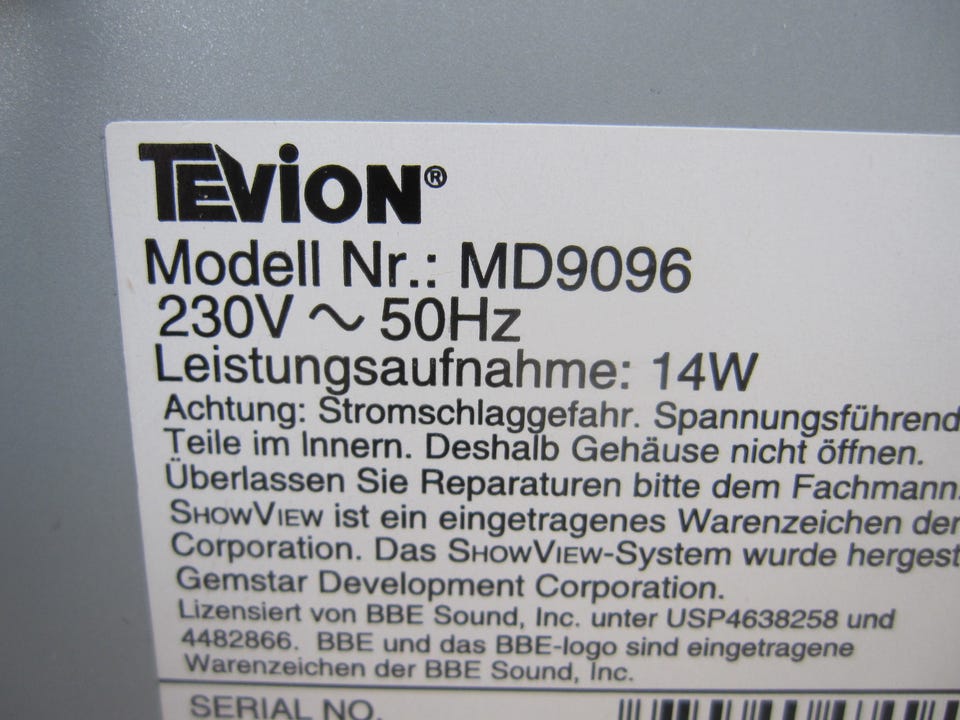 TEVION®
Modell Nr.: MD9096
230V ~ 50Hz
Leistungsaufnahme: 14W
Achtung: Stromschlaggefahr. Spannungsführend
Teile im Innern. Deshalb Gehäuse nicht öffnen.
Überlassen Sie Reparaturen bitte dem Fachmann.
SHOWVIEW ist ein eingetragenes Warenzeichen der
Corporation. Das SHOWVIEW-System wurde hergest
Gemstar Development Corporation.
Lizensiert von BBE Sound, Inc. unter USP4638258 und
4482866. BBE und das BBE-logo sind eingetragene
Warenzeichen der BBE Sound, Inc.
SERIAL NO.